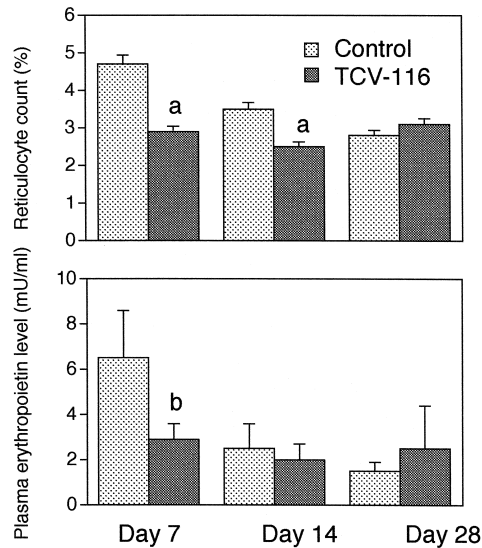 Reticulocyte count (%)
6
5
4
3
2
1
0
Control
TCV-116
a
a
Plasma erythropoietin level (mU/ml)
10
8
6
4
2
0
b
Day 7
Day 14
Day 28